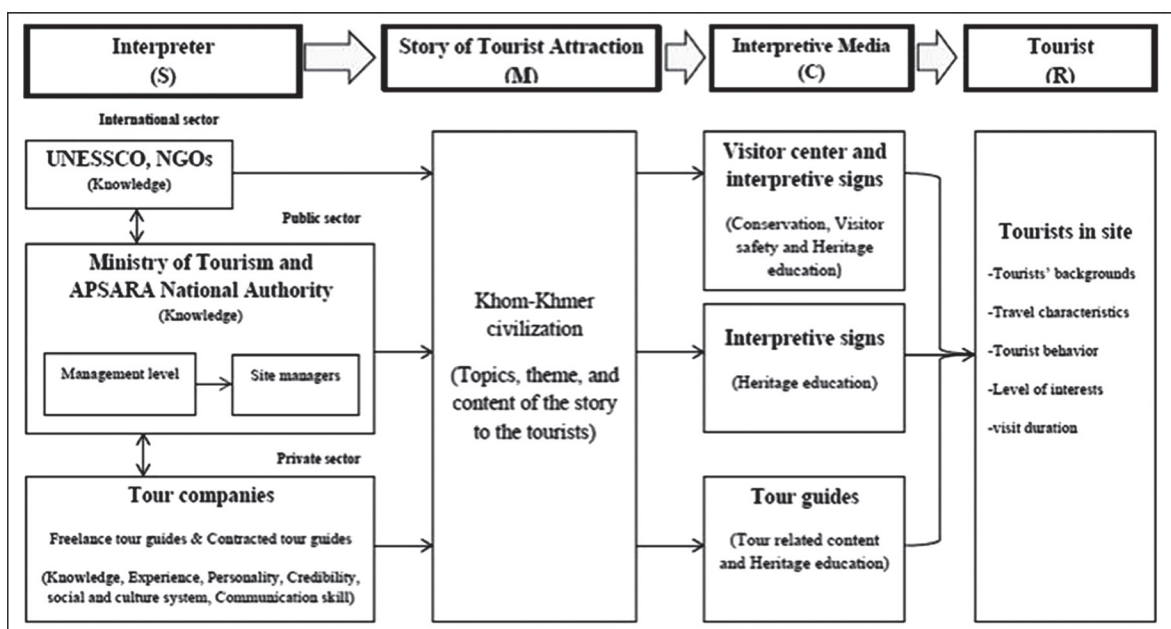 Interpreter
(S)
Story of Tourist Attraction
(M)
Interpretive Media
(C)
Tourist
(R)
International sector
UNESSCO, NGOs
(Knowledge)
Public sector
Ministry of Tourism and
APSARA National Authority
(Knowledge)
Management level
Site managers
Private sector
Tour companies
Freelance tour guides & Contracted tour guides
(Knowledge, Experience, Personality, Credibility,
social and culture system, Communication skill)
Khom-Khmer
civilization
(Topics, theme, and
content of the story
to the tourists)
Visitor center and
interpretive signs
(Conservation, Visitor
safety and Heritage
education)
Interpretive signs
(Heritage education)
Tour guides
(Tour related content
and Heritage education)
Tourists in site
-Tourists' backgrounds
-Travel characteristics
-Tourist behavior
-Level of interests
-visit duration